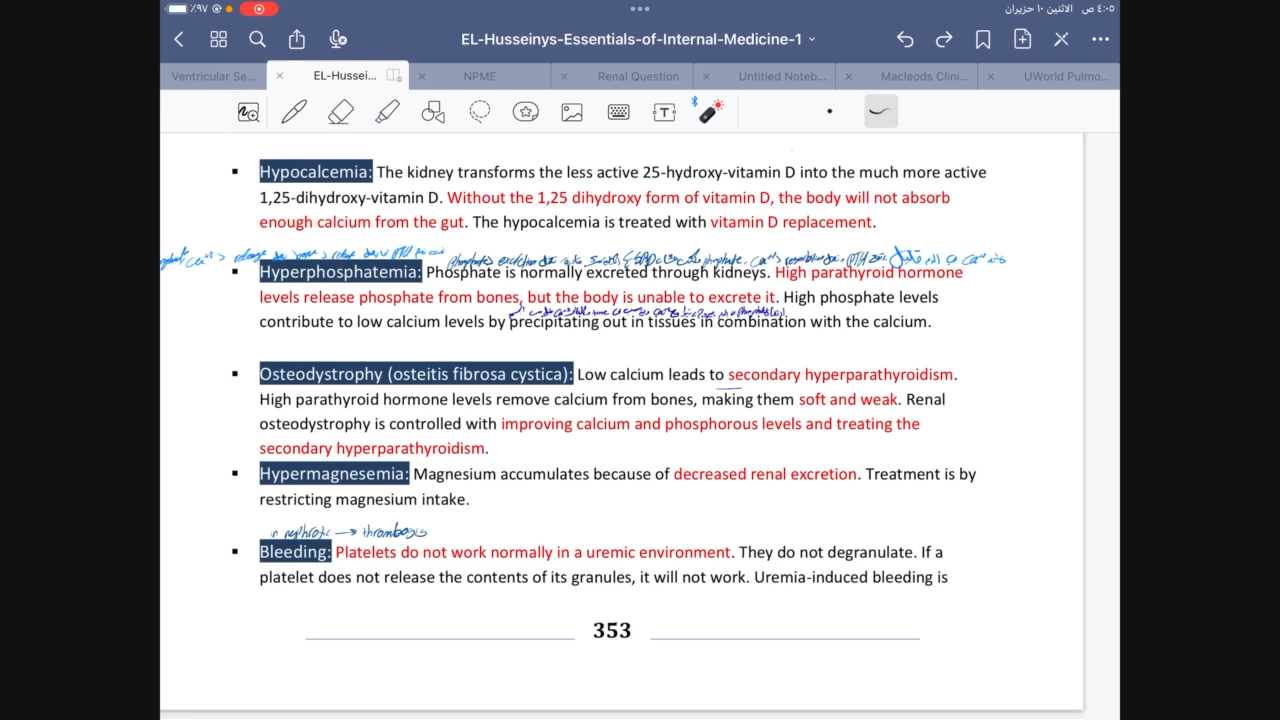 ٪٩٧ ٤:٠٥ ص الاثنين ١٠ حزيران
EL-Husseinys-Essentials-of-Internal-Medicine-1
Ventricular Se... EL-Hussei... NPME Renal Question Untitled Noteb... Macleods Clini... UWorld Pulmo...
▪ Hypocalcemia: The kidney transforms the less active 25-hydroxy-vitamin D into the much more active
1,25-dihydroxy-vitamin D. Without the 1,25 dihydroxy form of vitamin D, the body will not absorb
enough calcium from the gut. The hypocalcemia is treated with vitamin D replacement.
▪ Hyperphosphatemia: Phosphate is normally excreted through kidneys. High parathyroid hormone
levels release phosphate from bones, but the body is unable to excrete it. High phosphate levels
contribute to low calcium levels by precipitating out in tissues in combination with the calcium.
▪ Osteodystrophy (osteitis fibrosa cystica): Low calcium leads to secondary hyperparathyroidism.
High parathyroid hormone levels remove calcium from bones, making them soft and weak. Renal
osteodystrophy is controlled with improving calcium and phosphorous levels and treating the
secondary hyperparathyroidism.
▪ Hypermagnesemia: Magnesium accumulates because of decreased renal excretion. Treatment is by
restricting magnesium intake.
in nephrotic → thrombosis
▪ Bleeding: Platelets do not work normally in a uremic environment. They do not degranulate. If a
platelet does not release the contents of its granules, it will not work. Uremia-induced bleeding is
353